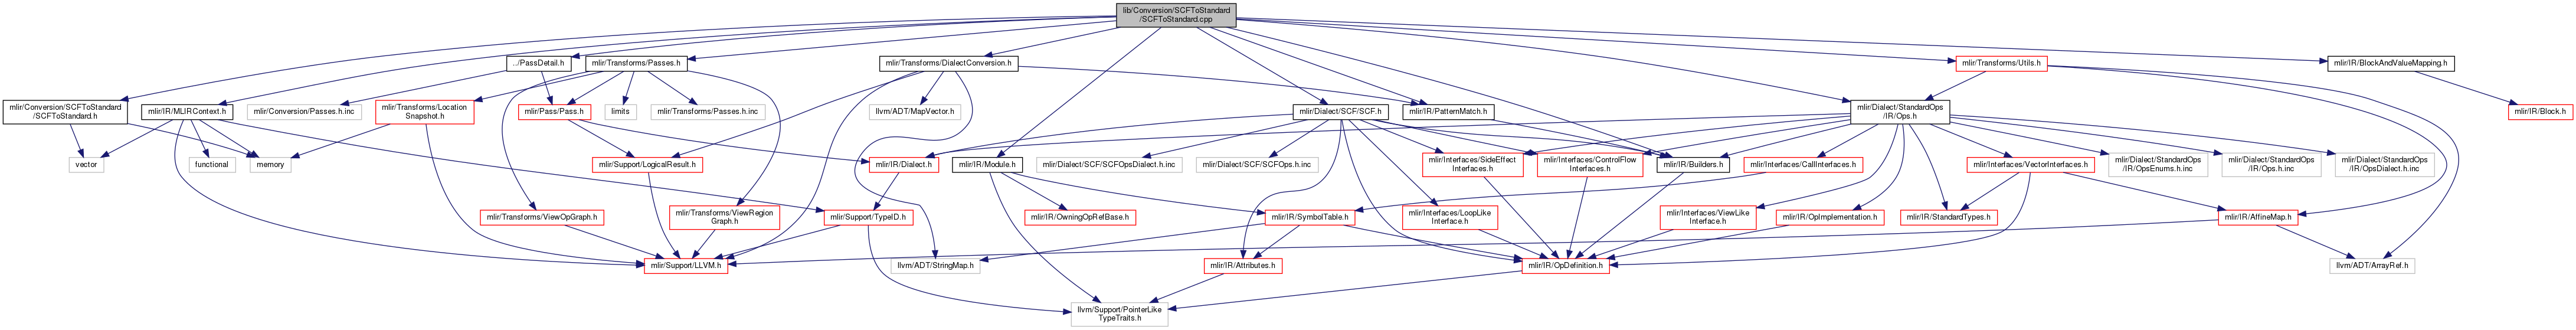 lib/Conversion/SCFToStandard
/SCFToStandard.cpp
../PassDetail.h
mlir/Transforms/Passes.h
mlir/Transforms/DialectConversion.h
mlir/Transforms/Utils.h
mlir/IR/BlockAndValueMapping.h
mlir/Conversion/SCFToStandard
/SCFToStandard.h
mlir/IR/MLIRContext.h
mlir/Conversion/Passes.h.inc
mlir/Transforms/Location
Snapshot.h
mlir/Pass/Pass.h
limits
mlir/Transforms/Passes.h.inc
llvm/ADT/MapVector.h
mlir/Dialect/SCF/SCF.h
mlir/IR/PatternMatch.h
mlir/Dialect/StandardOps
/IR/Ops.h
mlir/IR/Block.h
vector
functional
memory
mlir/Support/LogicalResult.h
mlir/IR/Dialect.h
mlir/IR/Module.h
mlir/Dialect/SCF/SCFOpsDialect.h.inc
mlir/Dialect/SCF/SCFOps.h.inc
mlir/Interfaces/SideEffect
Interfaces.h
mlir/Interfaces/ControlFlow
Interfaces.h
mlir/IR/Builders.h
mlir/Interfaces/CallInterfaces.h
mlir/Interfaces/VectorInterfaces.h
mlir/Dialect/StandardOps
/IR/OpsEnums.h.inc
mlir/Dialect/StandardOps
/IR/Ops.h.inc
mlir/Dialect/StandardOps
/IR/OpsDialect.h.inc
mlir/Transforms/ViewOpGraph.h
mlir/Transforms/ViewRegion
Graph.h
mlir/Support/TypeID.h
mlir/IR/OwningOpRefBase.h
mlir/IR/SymbolTable.h
mlir/Interfaces/LoopLike
Interface.h
mlir/Interfaces/ViewLike
Interface.h
mlir/IR/OpImplementation.h
mlir/IR/StandardTypes.h
mlir/IR/AffineMap.h
mlir/Support/LLVM.h
llvm/ADT/StringMap.h
mlir/IR/Attributes.h
mlir/IR/OpDefinition.h
llvm/ADT/ArrayRef.h
llvm/Support/PointerLike
TypeTraits.h